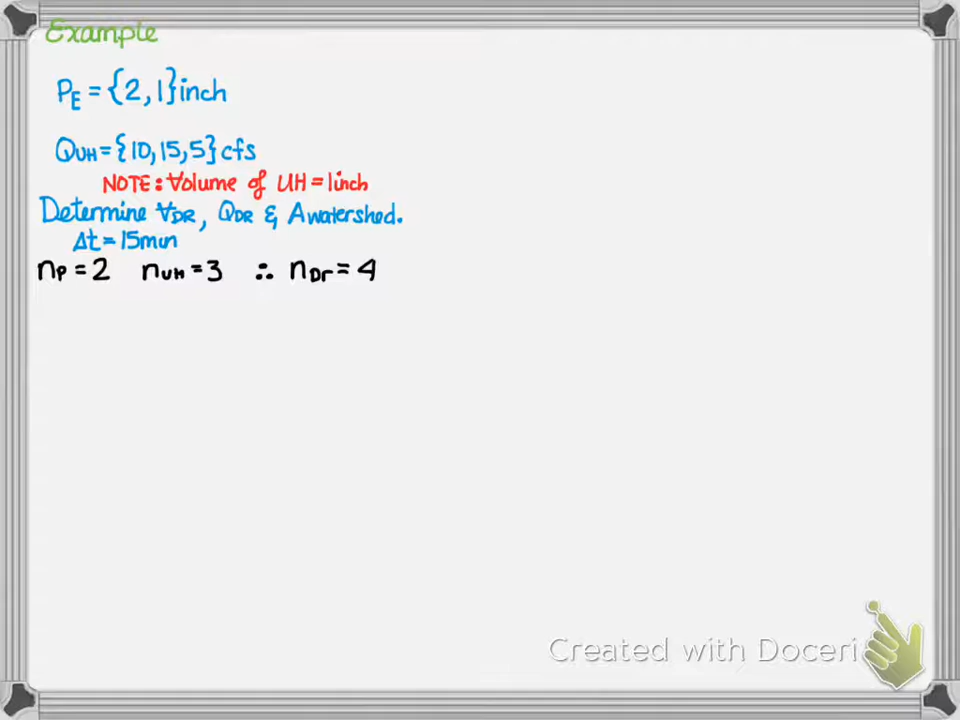 Example
PE = {2, 1} inch
QUH = {10, 15, 5} cfs
NOTE: ∀olume of UH = 1inch
Determine ∀DR, QDR & Awatershed.
Δt = 15min
nP = 2 nUH = 3 ∴ nDr = 4
Created with Doceri